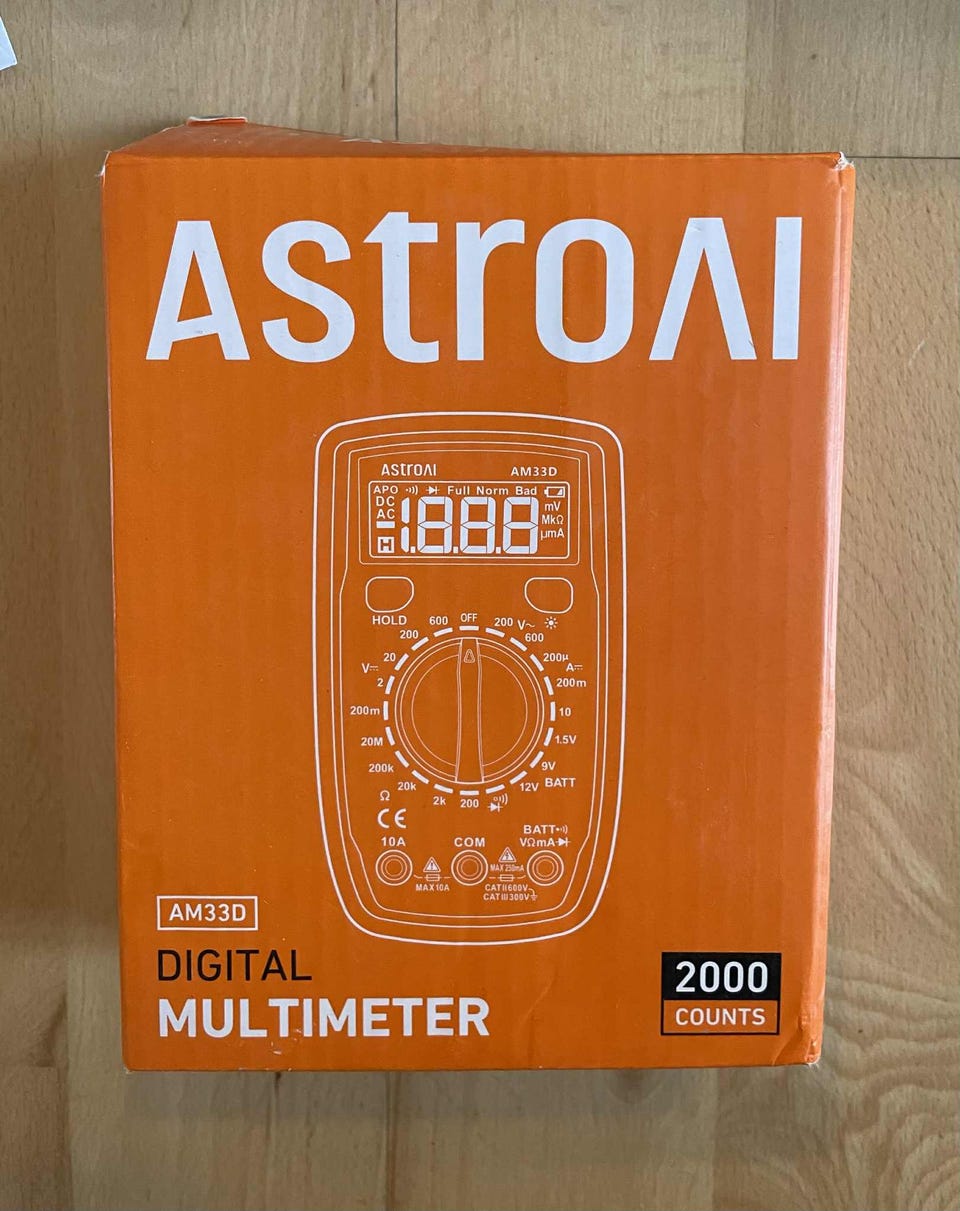 AstroAI
AstroAI AM33D
APO Full Norm Bad
DC
AC
1.8.8.8
mV
MkΩ
µmA
H
HOLD
OFF
200 V~
600
200µ
A⎓
200m
10
1.5V
9V
12V BATT
200
2k
20k
200k
20M
Ω
200m
2
V⎓
20
200
600
CE
10A
COM
BATT
VΩmA
MAX10A
MAX 250mA
CATII600V
CATIII300V
AM33D
DIGITAL
MULTIMETER
2000
COUNTS